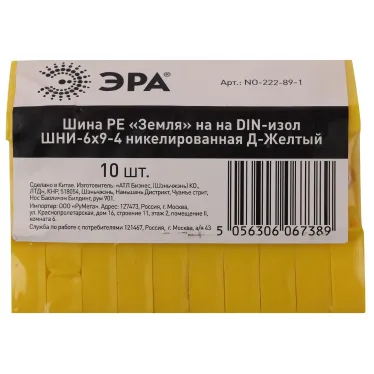 ЭРА
Арт.: NO-222-89-1
Шина PE «Земля» на на DIN-изол
ШНИ-6х9-4 никелированная Д-Желтый
10 шт.
Сделано в Китае. Изготовитель: «АТЛ Бизнес, (Шэньчжэнь) КО.,
ЛТД», КНР, 518054, Шэньчжэнь, Наньшань Дистрикт, Чуанье стрит,
Нос Баоличэн Билдинг, рум 901.
Импортер: ООО «РуМета». Адрес: 127473, Россия, г. Москва,
ул. Краснопролетарская, дом 16, строение 11, этаж 2, помещение II,
комната 6.
Служба по работе с потребителями 121467, Россия, г. Москва, а/я 43
5 056306 067389